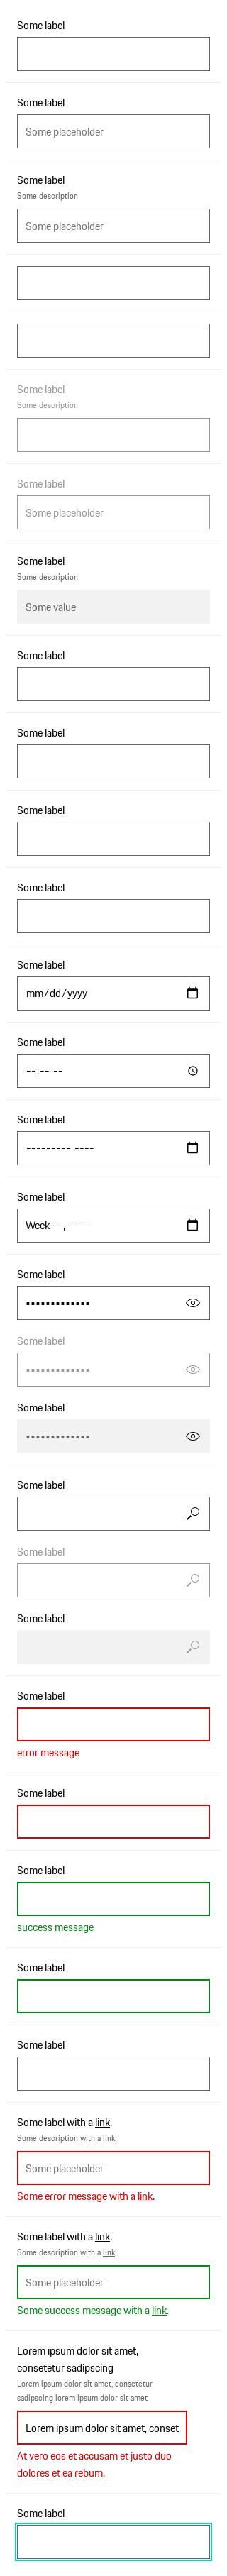 Some label
Some label
Some placeholder
Some label
Some description
Some placeholder
Some label
Some description
Some label
Some placeholder
Some label
Some description
Some value
Some label
Some label
Some label
Some label
Some label
mm/dd/yyyy
Some label
--:-- --
Some label
--------- ----
Some label
Week --, ----
Some label
•••••••••••••
Some label
•••••••••••••
Some label
•••••••••••••
Some label
Some label
Some label
Some label
error message
Some label
Some label
success message
Some label
Some label
Some label with a link.
Some description with a link.
Some placeholder
Some error message with a link.
Some label with a link.
Some description with a link.
Some placeholder
Some success message with a link.
Lorem ipsum dolor sit amet,
consetetur sadipscing
Lorem ipsum dolor sit amet, consetetur
sadipscing lorem ipsum dolor sit amet
Lorem ipsum dolor sit amet, conset
At vero eos et accusam et justo duo
dolores et ea rebum.
Some label